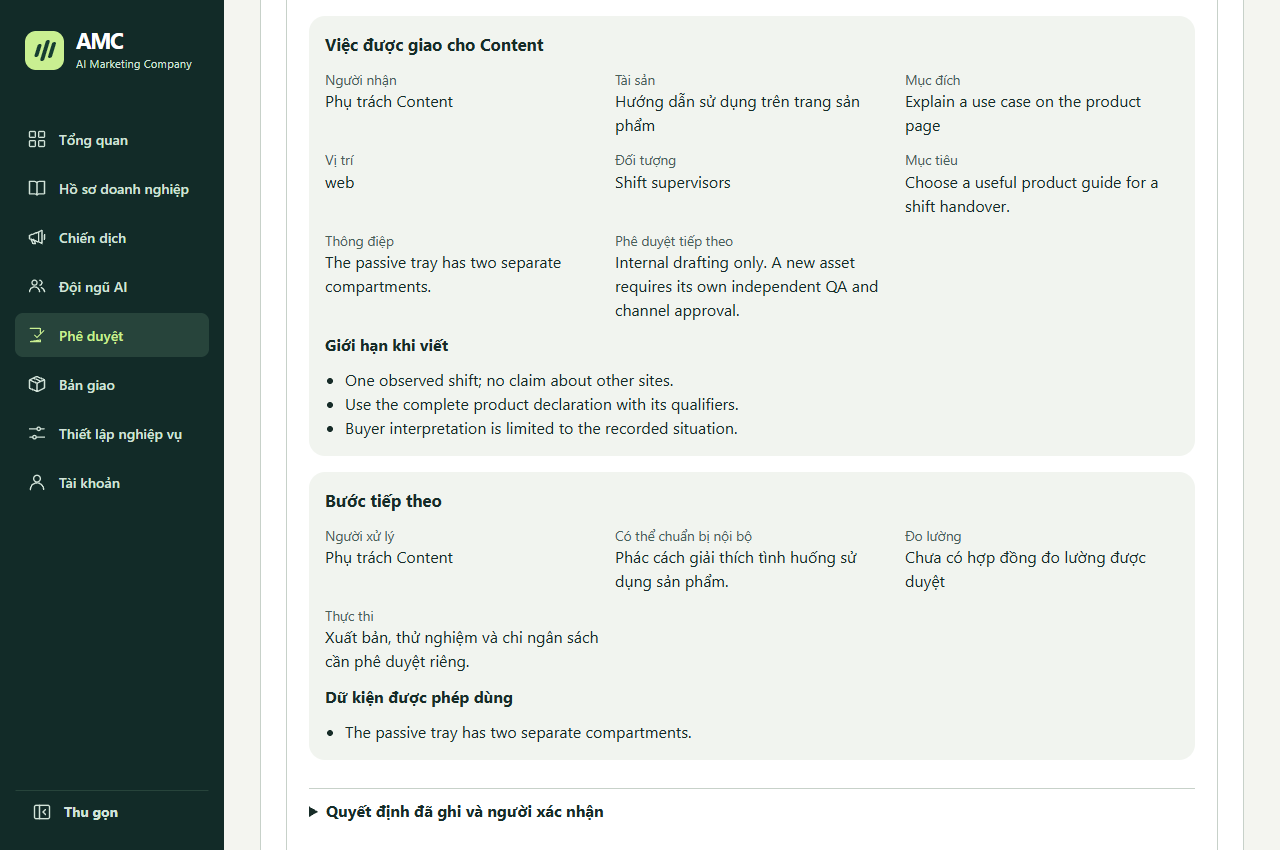 AMC
AI Marketing Company
Tổng quan
Hồ sơ doanh nghiệp
Chiến dịch
Đội ngũ AI
Phê duyệt
Bản giao
Thiết lập nghiệp vụ
Tài khoản
Thu gọn
Việc được giao cho Content
Người nhận
Phụ trách Content
Tài sản
Hướng dẫn sử dụng trên trang sản
phẩm
Mục đích
Explain a use case on the product
page
Vị trí
web
Đối tượng
Shift supervisors
Mục tiêu
Choose a useful product guide for a
shift handover.
Thông điệp
The passive tray has two separate
compartments.
Phê duyệt tiếp theo
Internal drafting only. A new asset
requires its own independent QA and
channel approval.
Giới hạn khi viết
• One observed shift; no claim about other sites.
• Use the complete product declaration with its qualifiers.
• Buyer interpretation is limited to the recorded situation.
Bước tiếp theo
Người xử lý
Phụ trách Content
Có thể chuẩn bị nội bộ
Phác cách giải thích tình huống sử
dụng sản phẩm.
Đo lường
Chưa có hợp đồng đo lường được
duyệt
Thực thi
Xuất bản, thử nghiệm và chi ngân sách
cần phê duyệt riêng.
Dữ kiện được phép dùng
• The passive tray has two separate compartments.
Quyết định đã ghi và người xác nhận